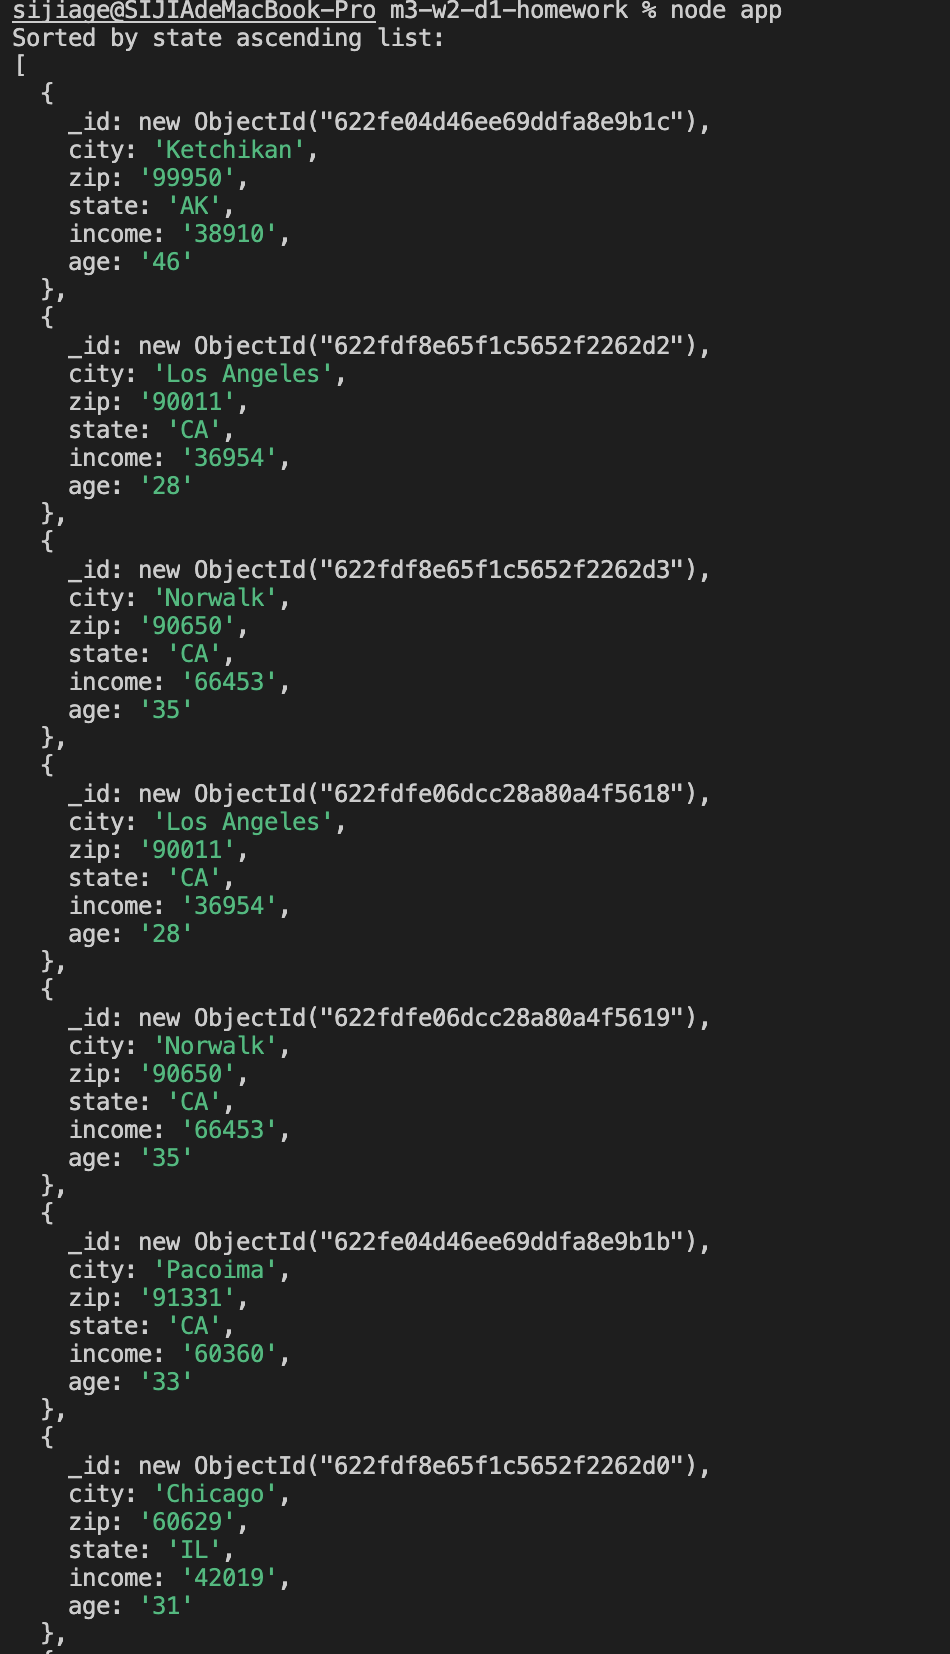 sijiage@SIJIAdeMacBook-Pro m3-w2-d1-homework % node app
Sorted by state ascending list:
[
  {
    _id: new ObjectId("622fe04d46ee69ddfa8e9b1c"),
    city: 'Ketchikan',
    zip: '99950',
    state: 'AK',
    income: '38910',
    age: '46'
  },
  {
    _id: new ObjectId("622fdf8e65f1c5652f2262d2"),
    city: 'Los Angeles',
    zip: '90011',
    state: 'CA',
    income: '36954',
    age: '28'
  },
  {
    _id: new ObjectId("622fdf8e65f1c5652f2262d3"),
    city: 'Norwalk',
    zip: '90650',
    state: 'CA',
    income: '66453',
    age: '35'
  },
  {
    _id: new ObjectId("622fdfe06dcc28a80a4f5618"),
    city: 'Los Angeles',
    zip: '90011',
    state: 'CA',
    income: '36954',
    age: '28'
  },
  {
    _id: new ObjectId("622fdfe06dcc28a80a4f5619"),
    city: 'Norwalk',
    zip: '90650',
    state: 'CA',
    income: '66453',
    age: '35'
  },
  {
    _id: new ObjectId("622fe04d46ee69ddfa8e9b1b"),
    city: 'Pacoima',
    zip: '91331',
    state: 'CA',
    income: '60360',
    age: '33'
  },
  {
    _id: new ObjectId("622fdf8e65f1c5652f2262d0"),
    city: 'Chicago',
    zip: '60629',
    state: 'IL',
    income: '42019',
    age: '31'
  },